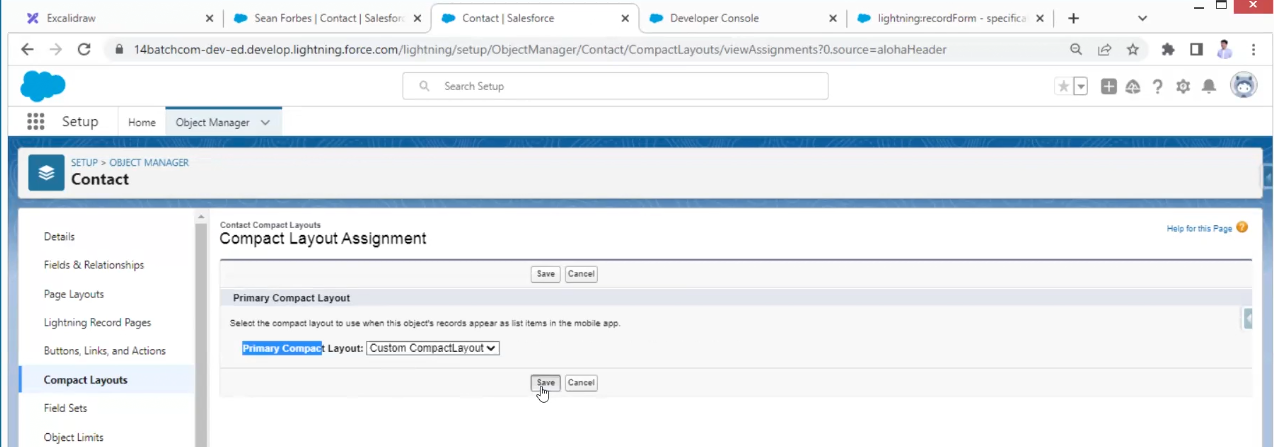 Excalidraw
Sean Forbes | Contact | Salesfor
Contact | Salesforce
Developer Console
lightning:recordForm - specifica
14batchcom-dev-ed.develop.lightning.force.com/lightning/setup/ObjectManager/Contact/CompactLayouts/viewAssignments?0.source=alohaHeader
Search Setup
Setup
Home
Object Manager
SETUP > OBJECT MANAGER
Contact
Details
Fields & Relationships
Page Layouts
Lightning Record Pages
Buttons, Links, and Actions
Compact Layouts
Field Sets
Object Limits
Contact Compact Layouts
Compact Layout Assignment
Help for this Page
Save Cancel
Primary Compact Layout
Select the compact layout to use when this object's records appear as list items in the mobile app.
Primary Compact Layout: Custom CompactLayout
Save Cancel